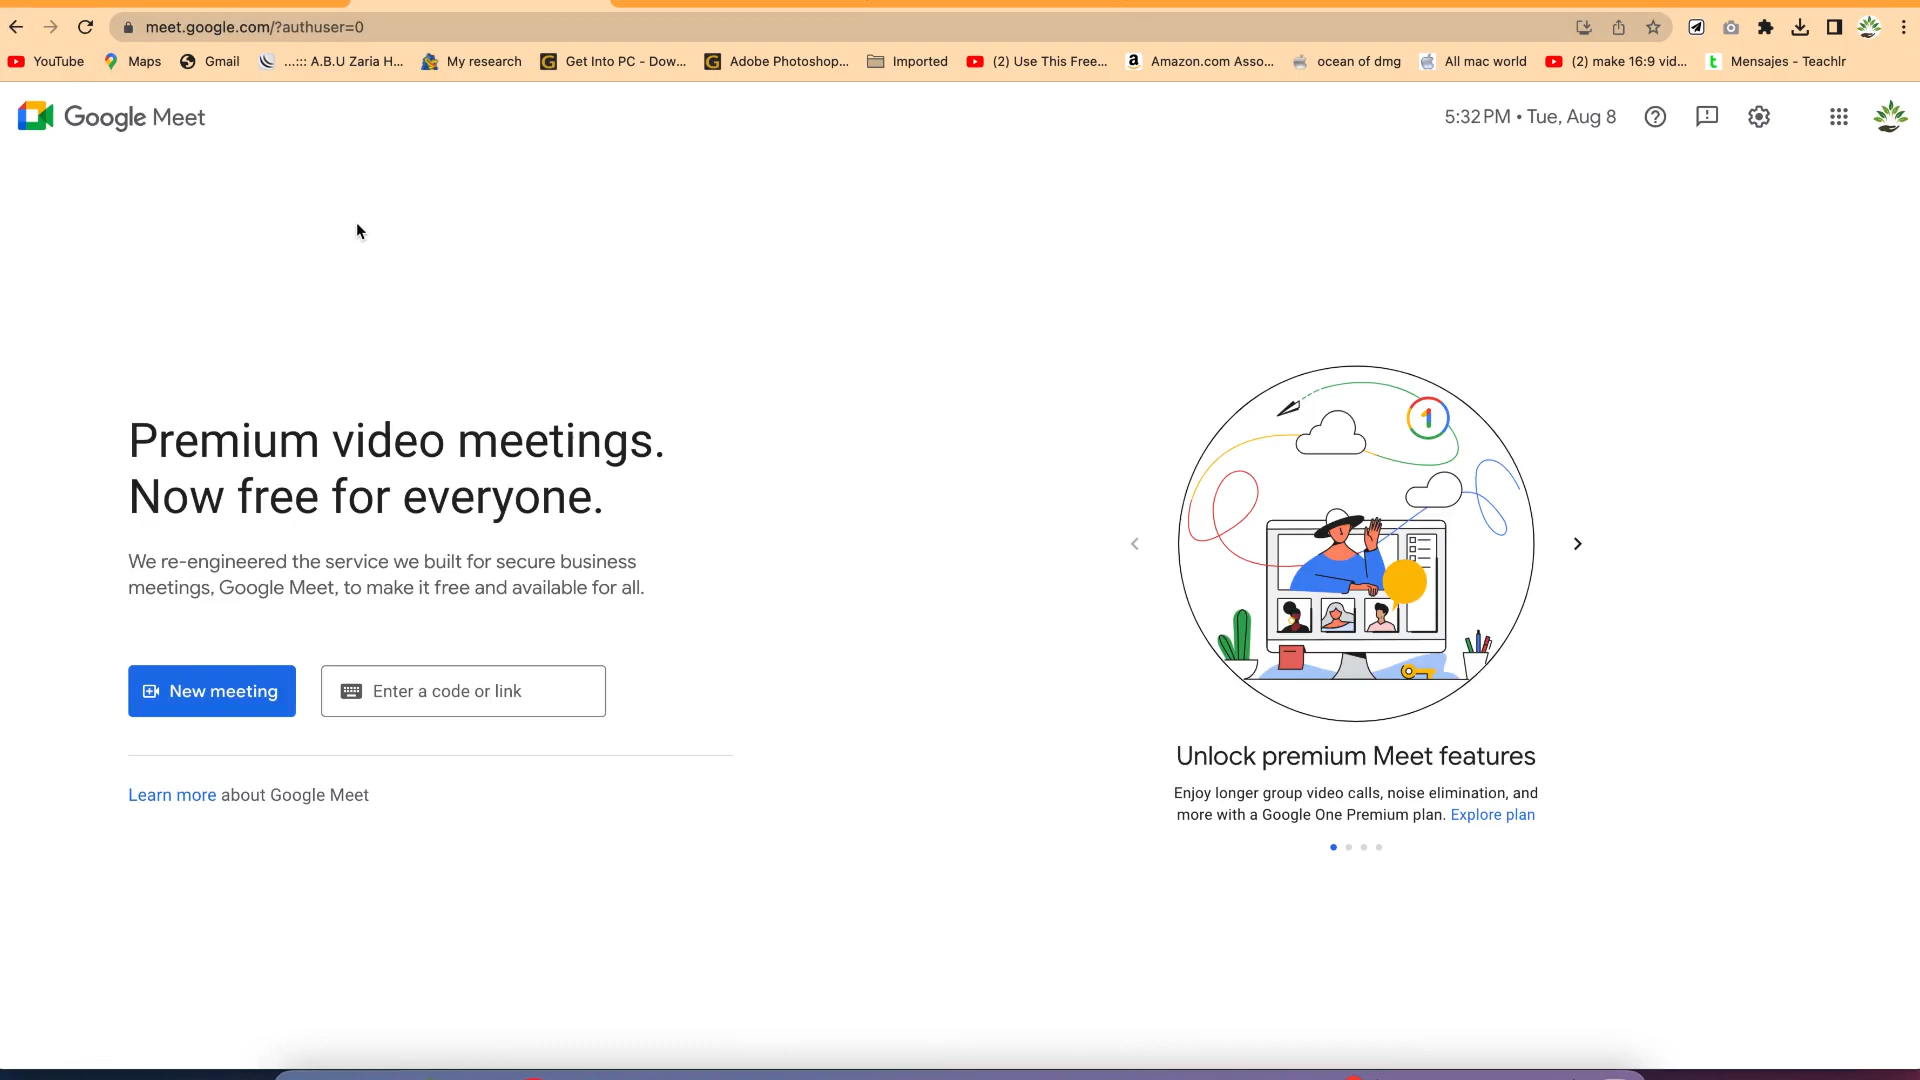 meet.google.com/?authuser=0
YouTube Maps Gmail ...::: A.B.U Zaria H... My research Get Into PC - Dow... Adobe Photoshop... Imported (2) Use This Free... Amazon.com Asso... ocean of dmg All mac world (2) make 16:9 vid... Mensajes - Teachlr
Google Meet
5:32 PM • Tue, Aug 8
Premium video meetings.
Now free for everyone.
We re-engineered the service we built for secure business
meetings, Google Meet, to make it free and available for all.
New meeting
Enter a code or link
Learn more about Google Meet
1
Unlock premium Meet features
Enjoy longer group video calls, noise elimination, and
more with a Google One Premium plan. Explore plan